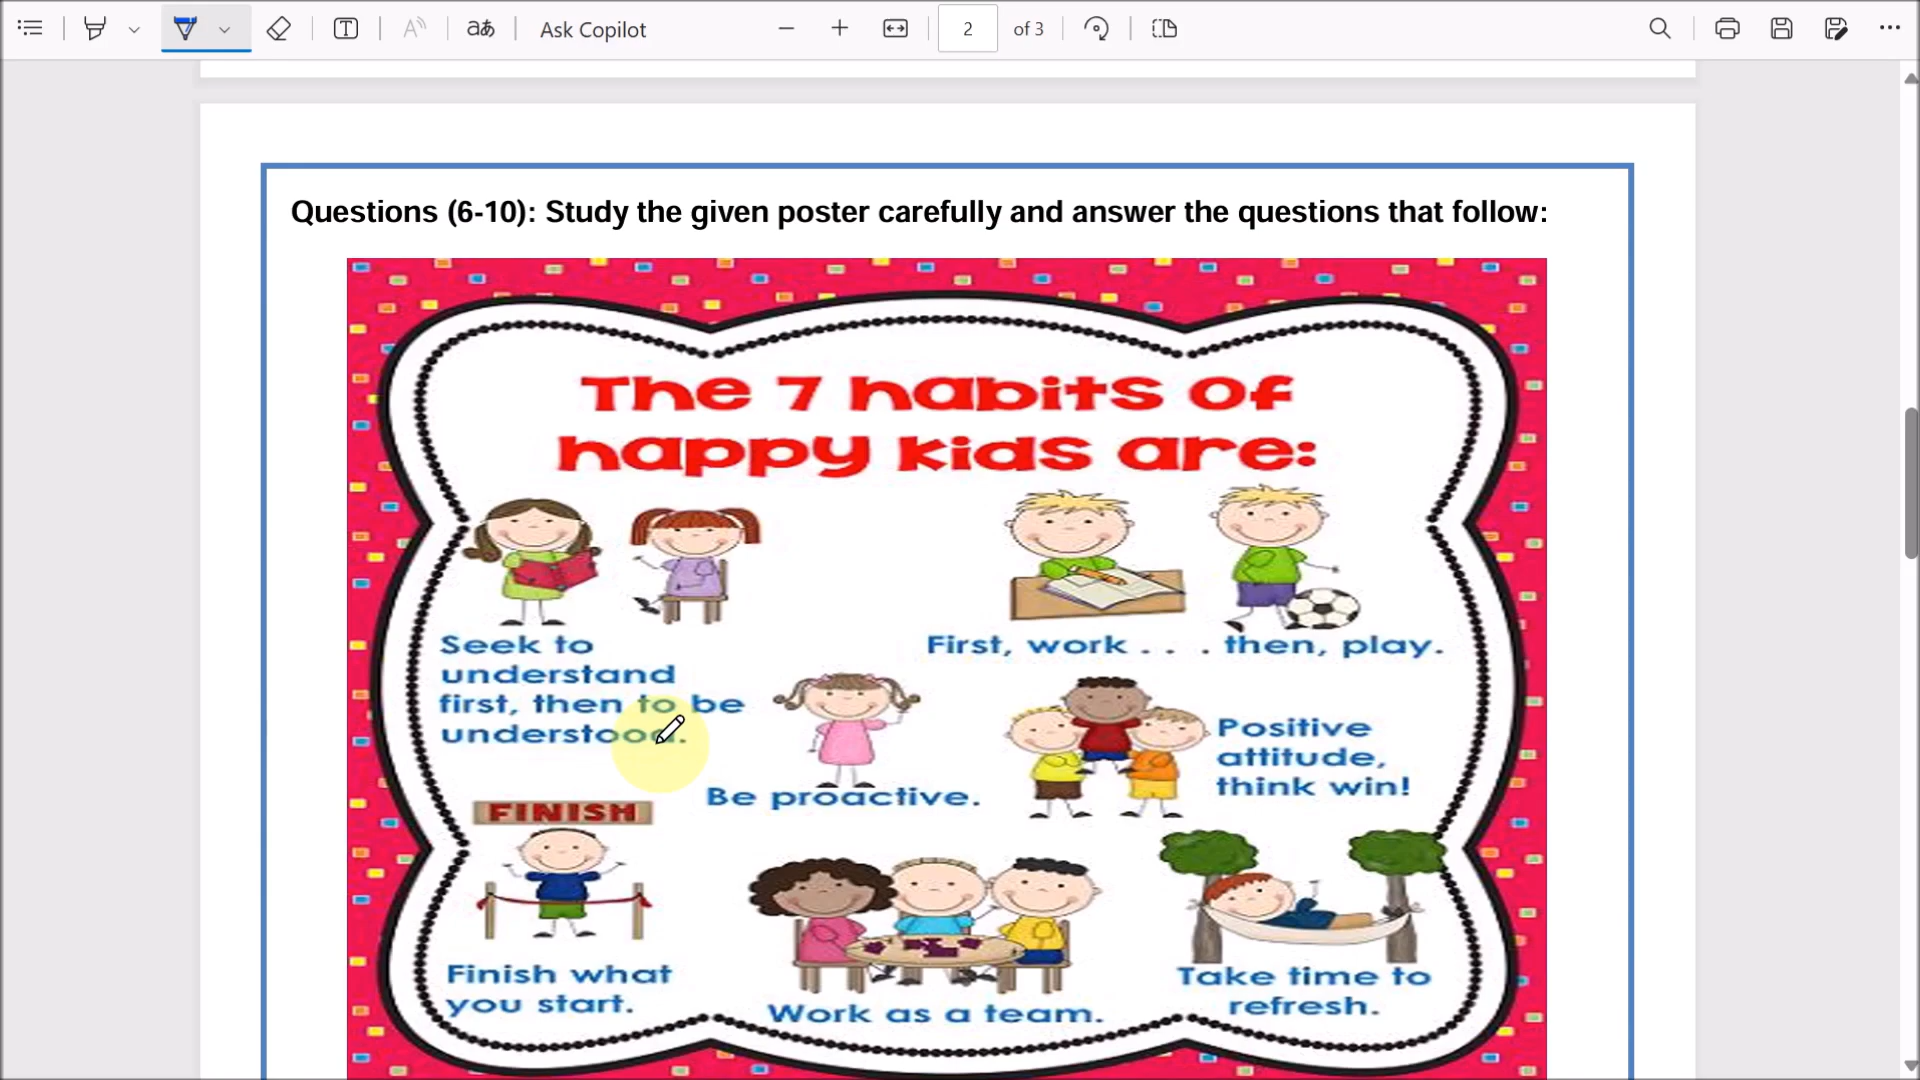 Ask Copilot
2
of 3
Questions (6-10): Study the given poster carefully and answer the questions that follow:
The 7 habits of
happy kids are:
Seek to
understand
first, then to be
understood.
First, work . . . then, play.
Be proactive.
Positive
attitude,
think win!
FINISH
Finish what
you start.
Work as a team.
Take time to
refresh.